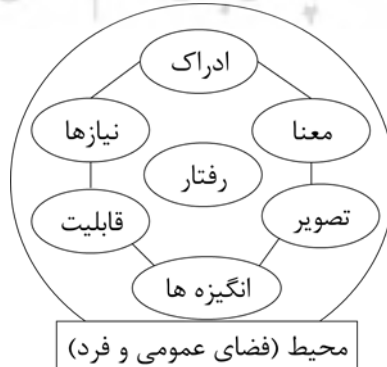 ادراک
معنا
نیازها
رفتار
تصویر
قابلیت
انگیزه ها
محیط (فضای عمومی و فرد)